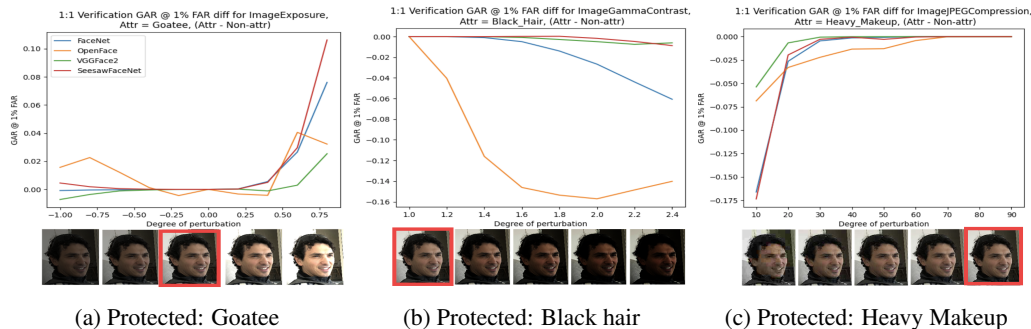 1:1 Verification GAR @ 1% FAR diff for ImageExposure,
Attr = Goatee, (Attr - Non-attr)
FaceNet
OpenFace
VGGFace2
SeesawFaceNet
GAR @ 1% FAR
0.10
0.08
0.06
0.04
0.02
0.00
−1.00 −0.75 −0.50 −0.25 0.00 0.25 0.50 0.75
Degree of perturbation
(a) Protected: Goatee
1:1 Verification GAR @ 1% FAR diff for ImageGammaContrast,
Attr = Black_Hair, (Attr - Non-attr)
GAR @ 1% FAR
0.00
−0.02
−0.04
−0.06
−0.08
−0.10
−0.12
−0.14
−0.16
1.0 1.2 1.4 1.6 1.8 2.0 2.2 2.4
Degree of perturbation
(b) Protected: Black hair
1:1 Verification GAR @ 1% FAR diff for ImageJPEGCompression,
Attr = Heavy_Makeup, (Attr - Non-attr)
GAR @ 1% FAR
0.000
−0.025
−0.050
−0.075
−0.100
−0.125
−0.150
−0.175
10 20 30 40 50 60 70 80 90
Degree of perturbation
(c) Protected: Heavy Makeup